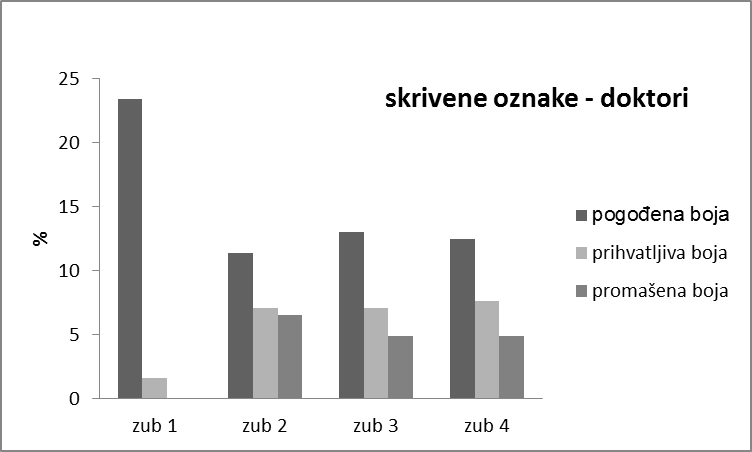 skrivene oznake - doktori
%
25
20
15
10
5
0
zub 1 zub 2 zub 3 zub 4
pogođena boja
prihvatljiva boja
promašena boja